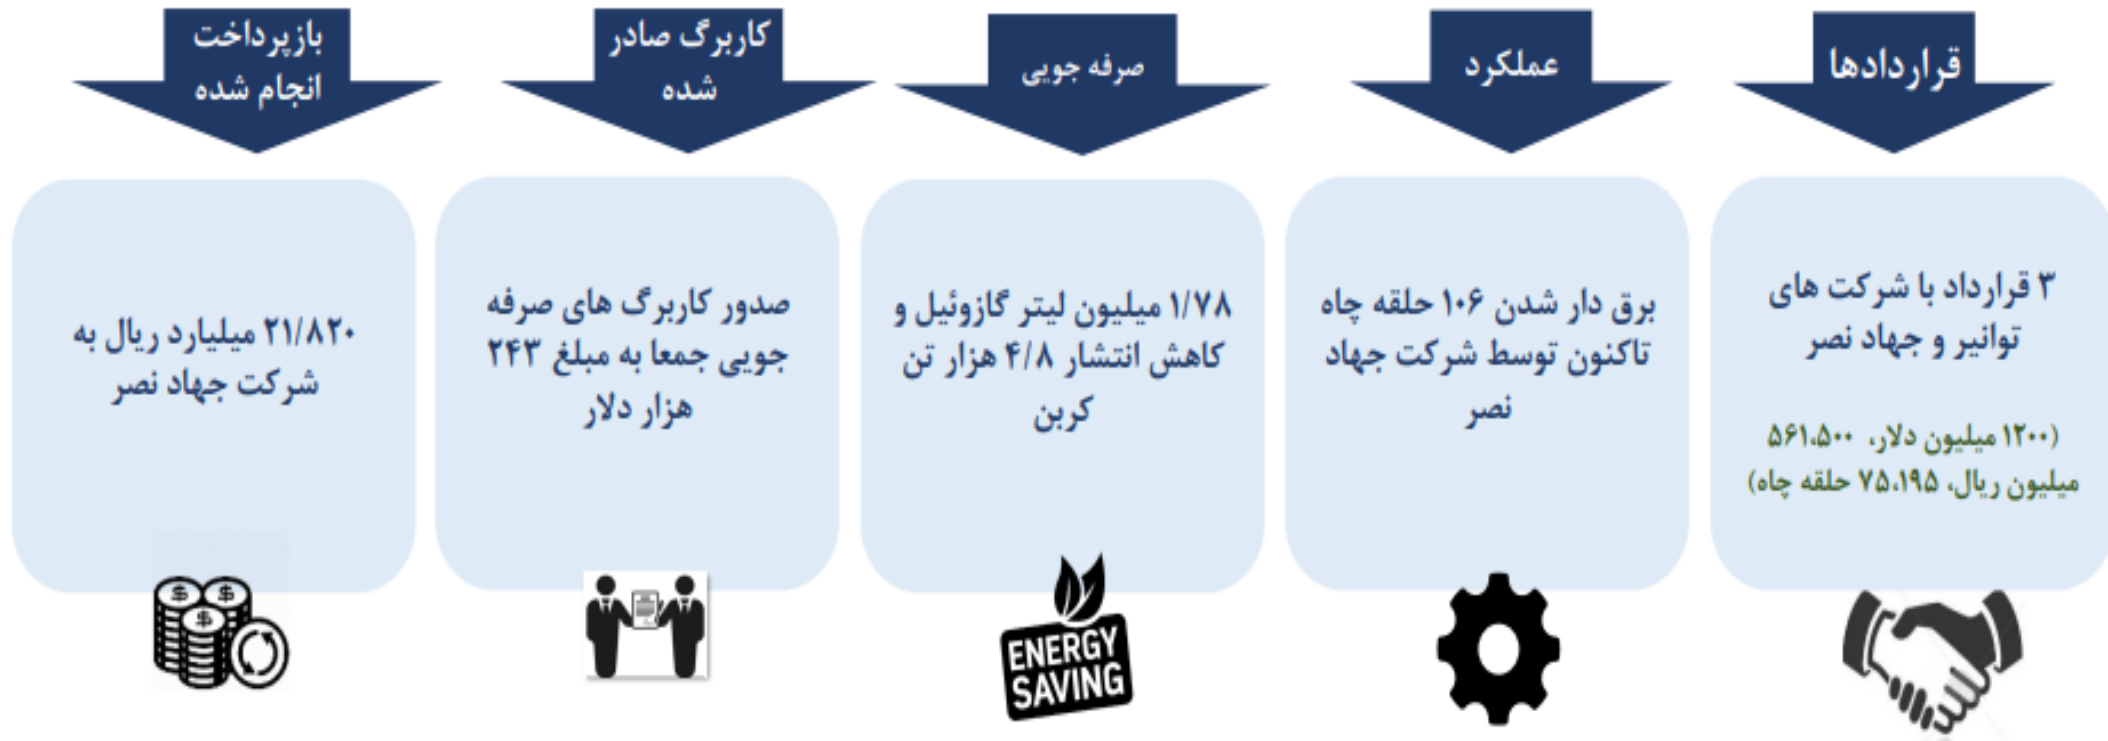 قراردادها
۳ قرارداد با شرکت های
توانیر و جهاد نصر
(۱۲۰۰ میلیون دلار، ۵۶۱،۵۰۰
میلیون ریال، ۷۵،۱۹۵ حلقه چاه)
عملکرد
برق دار شدن ۱۰۶ حلقه چاه
تاکنون توسط شرکت جهاد
نصر
صرفه جویی
۱/۷۸ میلیون لیتر گازوئیل و
کاهش انتشار ۴/۸ هزار تن
کربن
ENERGY
SAVING
کاربرگ صادر
شده
صدور کاربرگ های صرفه
جویی جمعا به مبلغ ۲۴۳
هزار دلار
بازپرداخت
انجام شده
۲۱/۸۲۰ میلیارد ریال به
شرکت جهاد نصر
$
$
$